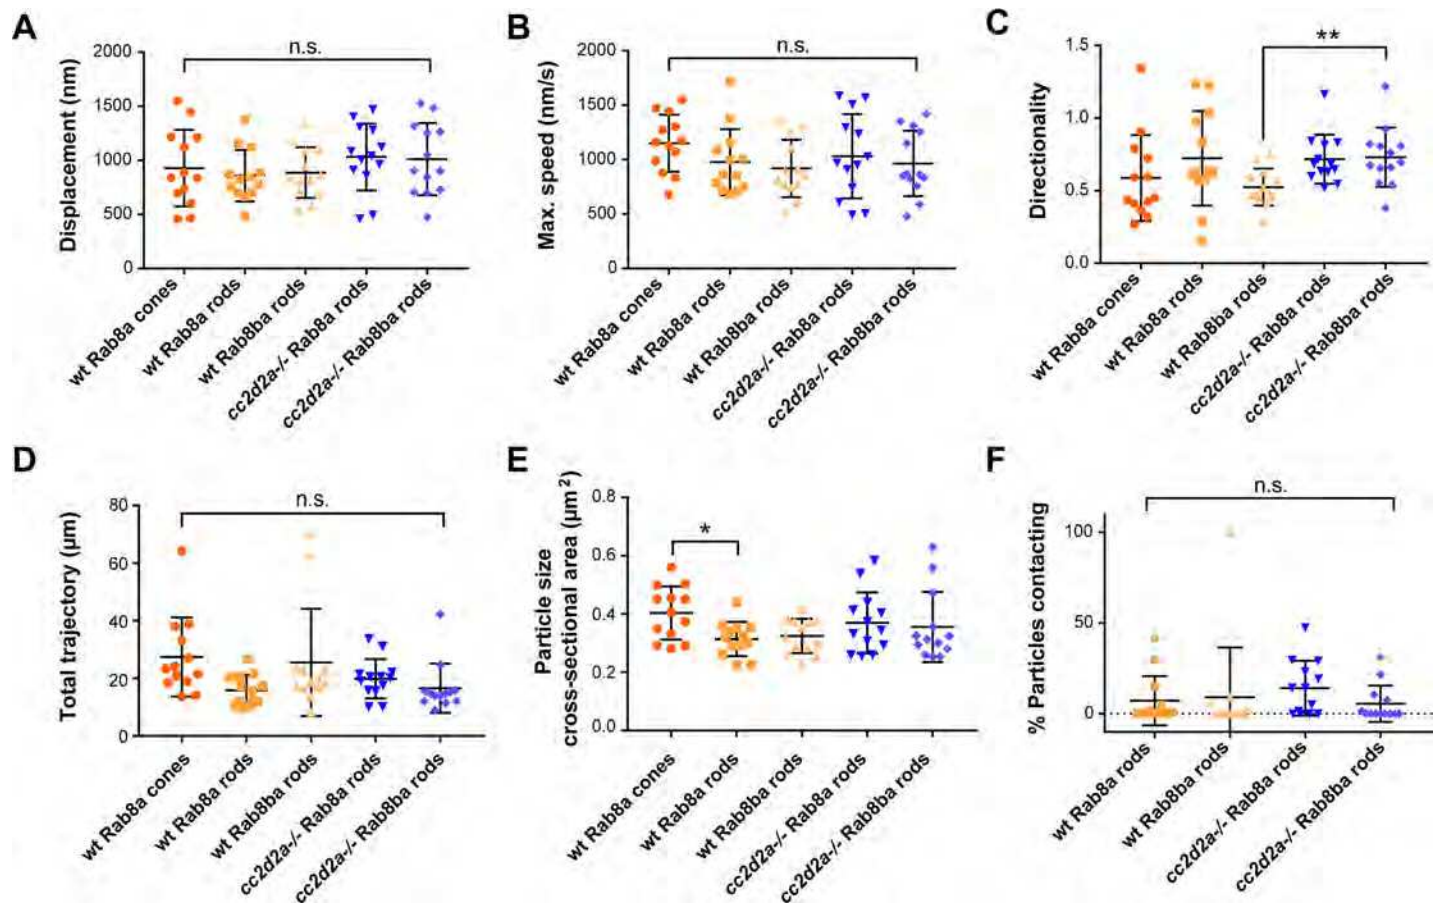 A
n.s.
Displacement (nm)
2000
1500
1000
500
0
wt Rab8a cones
wt Rab8a rods
wt Rab8ba rods
cc2d2a-/- Rab8a rods
cc2d2a-/- Rab8ba rods
B
n.s.
Max. speed (nm/s)
2000
1500
1000
500
0
wt Rab8a cones
wt Rab8a rods
wt Rab8ba rods
cc2d2a-/- Rab8a rods
cc2d2a-/- Rab8ba rods
C
**
Directionality
1.5
1.0
0.5
0.0
wt Rab8a cones
wt Rab8a rods
wt Rab8ba rods
cc2d2a-/- Rab8a rods
cc2d2a-/- Rab8ba rods
D
n.s.
Total trajectory (µm)
80
60
40
20
0
wt Rab8a cones
wt Rab8a rods
wt Rab8ba rods
cc2d2a-/- Rab8a rods
cc2d2a-/- Rab8ba rods
E
*
Particle size
cross-sectional area (µm²)
0.8
0.6
0.4
0.2
0.0
wt Rab8a cones
wt Rab8a rods
wt Rab8ba rods
cc2d2a-/- Rab8a rods
cc2d2a-/- Rab8ba rods
F
n.s.
% Particles contacting
100
50
0
wt Rab8a rods
wt Rab8ba rods
cc2d2a-/- Rab8a rods
cc2d2a-/- Rab8ba rods